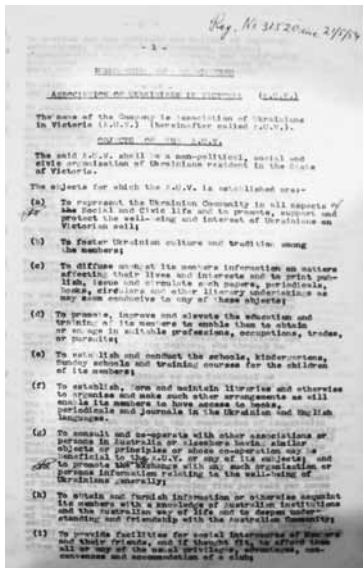 Reg. No 31520
- 1 -
ASSOCIATION OF UKRAINIANS IN VICTORIA (A.U.V.)
The name of the Company is Association of Ukrainians
in Victoria (A.U.V.) (hereinafter called A.U.V.).
OBJECTS OF THE A.U.V.
The said A.U.V. shall be a non-political, social and
civic organisation of Ukrainians resident in the State
of Victoria.
The objects for which the A.U.V. is established are:-
(a) To represent the Ukrainian Community in all aspects of
the Social and Civic life and to promote, support and
protect the well-being and interest of Ukrainians on
Victorian soil;
(b) To foster Ukrainian culture and tradition among
the members;
(c) To diffuse amongst its members information on matters
affecting their lives and interests and to print pub-
lish, issue and circulate such papers, periodicals,
books, circulars and other literary undertakings as
may seem conducive to any of these objects;
(d) To promote, improve and elevate the education and
training of its members to enable them to obtain
or engage in suitable professions, occupations, trades,
or pursuits;
(e) To establish and conduct the schools, kindergartens,
Sunday schools and training courses for the children
of its members;
(f) To establish, form and maintain libraries and otherwise
to organise and make such other arrangements as will
enable its members to have access to books,
periodicals and journals in the Ukrainian and English
languages.
(g) To consult and co-operate with other associations or
persons in Australia or elsewhere having similar
objects or principles or whose co-operation may be
beneficial to the A.U.V. or any of its subjects; and
to promote the exchange with any such organisation or
persons information relating to the well-being of
Ukrainians generally;
(h) To obtain and furnish information or otherwise acquaint
its members with a knowledge of Australian institutions
and the Australian way of life and to deepen under-
standing and friendship with the Australian Community;
(i) To provide facilities for social intercourse of Members
and their friends, and if thought fit, to afford them
all or any of the usual privileges, advantages, con-
veniences and accommodation of a club;